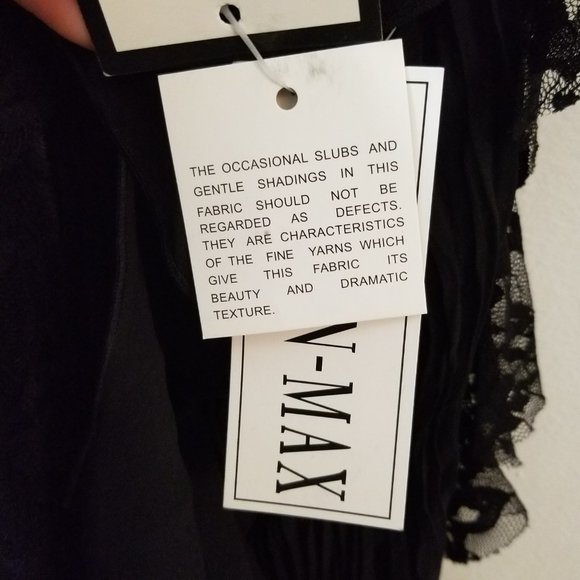 THE OCCASIONAL SLUBS AND
GENTLE SHADINGS IN THIS
FABRIC SHOULD NOT BE
REGARDED AS DEFECTS.
THEY ARE CHARACTERISTICS
OF THE FINE YARNS WHICH
GIVE THIS FABRIC ITS
BEAUTY AND DRAMATIC
TEXTURE.
N-MAX